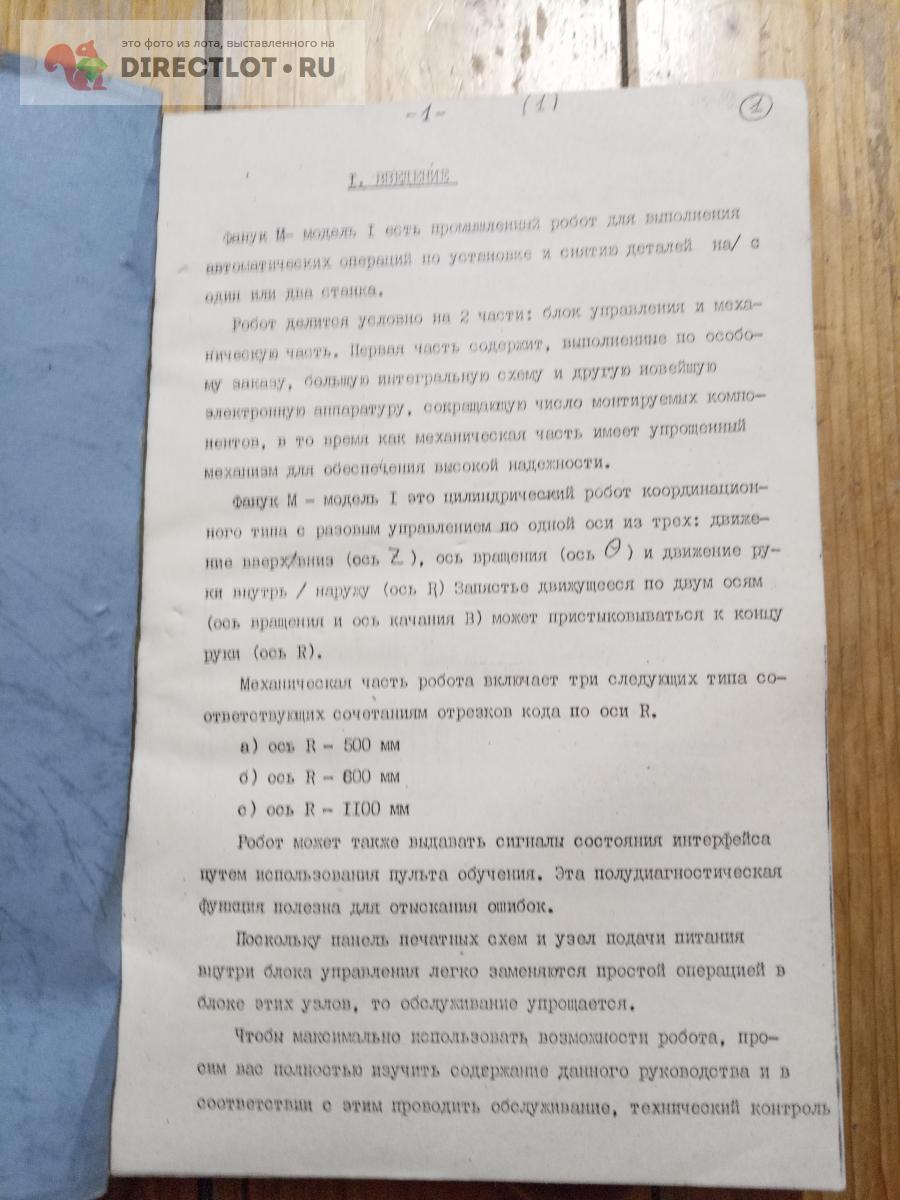 это фото из лота, выставленного на
DIRECTLOT•RU
-1-
(1)
1
I. ВВЕДЕНИЕ
Фанук М- модель I есть промышленный робот для выполнения
автоматических операций по установке и снятию деталей на/ с
один или два станка.
Робот делится условно на 2 части: блок управления и меха-
ническую часть. Первая часть содержит, выполненные по особо-
му заказу, большую интегральную схему и другую новейшую
электронную аппаратуру, сокращающую число монтируемых компо-
нентов, в то время как механическая часть имеет упрощенный
механизм для обеспечения высокой надежности.
Фанук М - модель I это цилиндрический робот координацион-
ного типа с разовым управлением по одной оси из трех: движе-
ние вверх/вниз (ось Z ), ось вращения (ось Θ ) и движение ру-
ки внутрь / наружу (ось R) Запястье движущееся по двум осям
(ось вращения и ось качания В) может пристыковываться к концу
руки (ось R).
Механическая часть робота включает три следующих типа со-
ответствующих сочетаниям отрезков кода по оси R.
а) ось R - 500 мм
б) ось R - 800 мм
с) ось R - II00 мм
Робот может также выдавать сигналы состояния интерфейса
путем использования пульта обучения. Эта полудиагностическая
функция полезна для отыскания ошибок.
Поскольку панель печатных схем и узел подачи питания
внутри блока управления легко заменяются простой операцией в
блоке этих узлов, то обслуживание упрощается.
Чтобы максимально использовать возможности робота, про-
сим вас полностью изучить содержание данного руководства и в
соответствии с этим проводить обслуживание, технический контроль